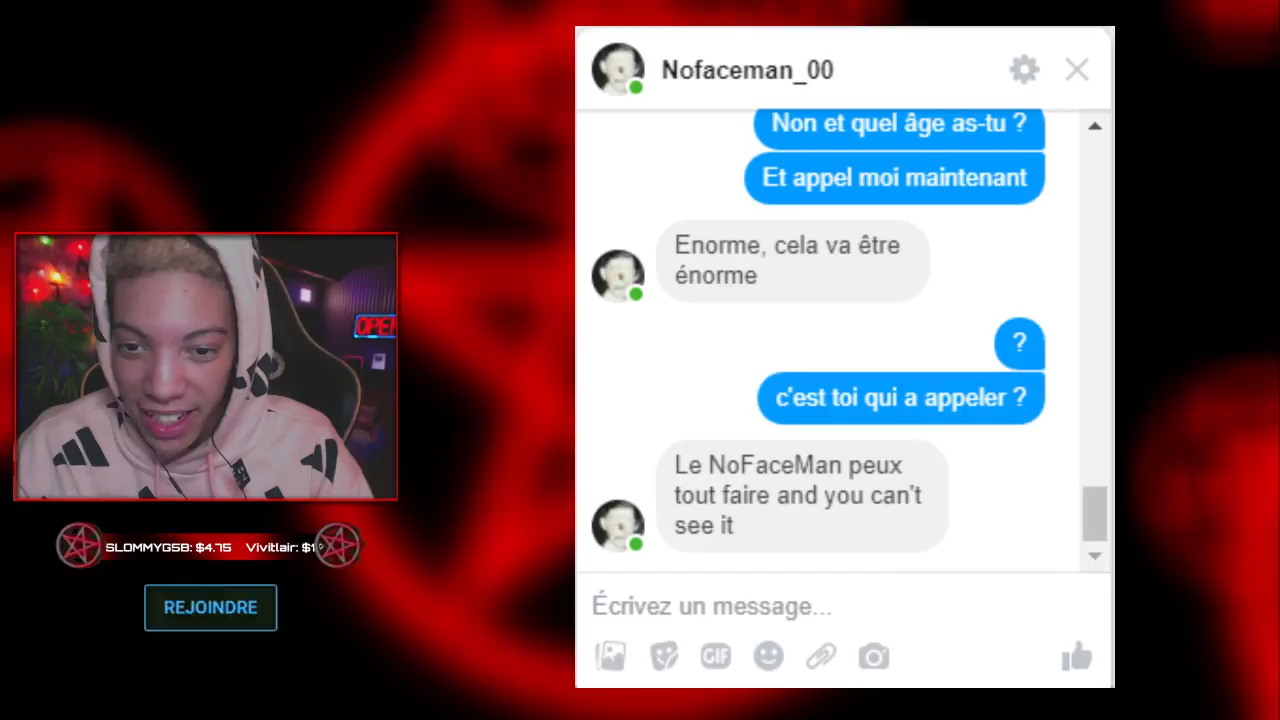 Nofaceman_00
Non et quel âge as-tu ?
Et appel moi maintenant
Enorme, cela va être
énorme
?
c'est toi qui a appeler ?
Le NoFaceMan peux
tout faire and you can't
see it
Écrivez un message...
GIF
OPEN
SLOMMYG5B: $4.75 Vivitlair: $1
REJOINDRE